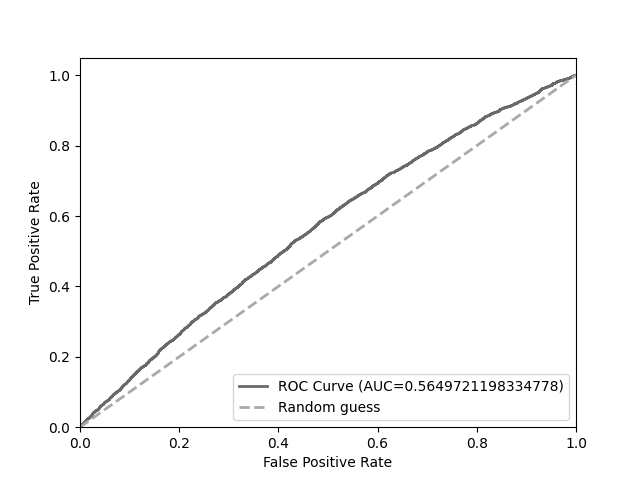 1.0
0.8
0.6
0.4
0.2
0.0
True Positive Rate
ROC Curve (AUC=0.5649721198334778)
Random guess
0.0 0.2 0.4 0.6 0.8 1.0
False Positive Rate